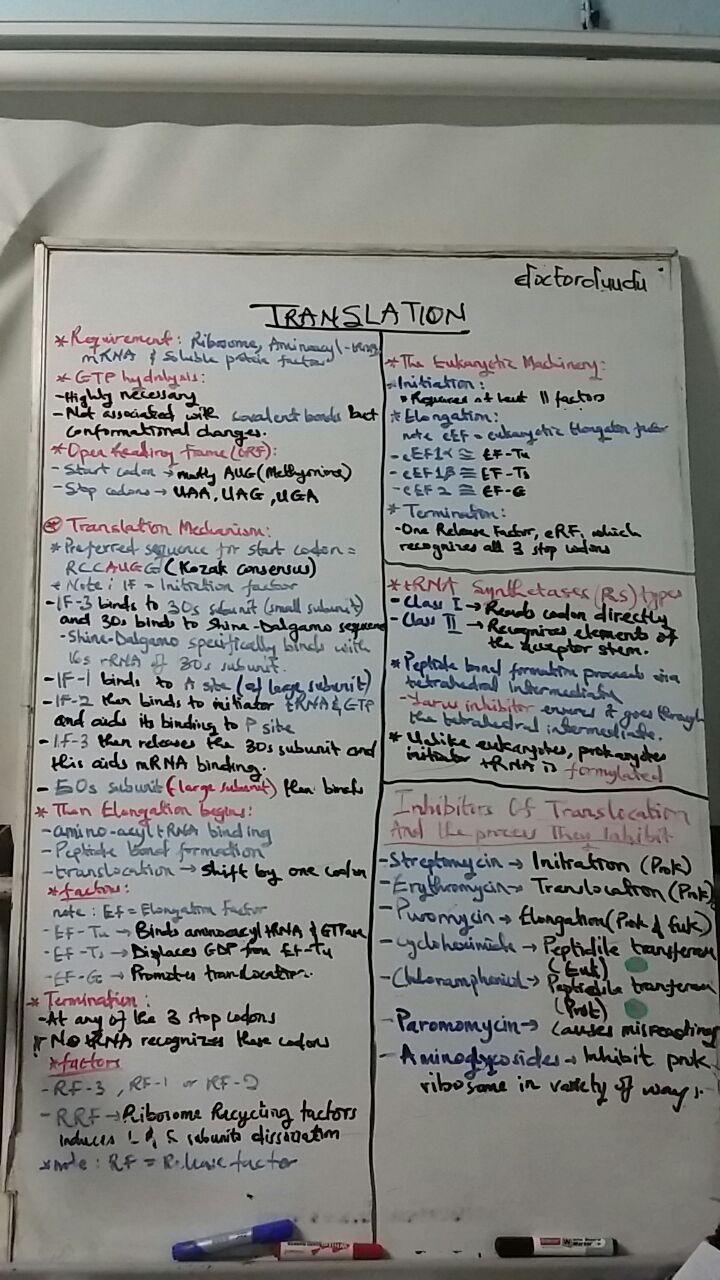 doctordyudu
TRANSLATION
* Requirement: Ribosome, Aminoacyl-tRNA,
mRNA & Soluble protein factors
* GTP hydrolysis:
- Highly necessary
- Not associated with covalent bonds but
conformational changes.
* Open Reading Frame (ORF):
- Start codon → mostly AUG (Methionine)
- Stop codons → UAA, UAG, UGA
* Translation Mechanism:
* Preferred sequence for start codon =
RCCAUGG (Kozak consensus)
* Note: IF = Initiation factor
- IF-3 binds to 30s subunit (small subunit)
and 30s binds to Shine-Dalgarno sequence
- Shine-Dalgarno specifically binds with
16s rRNA of 30s subunit.
- IF-1 binds to A site (of large subunit)
- IF-2 then binds to initiator tRNA & GTP
and aids its binding to P site
- IF-3 then releases the 30s subunit and
this aids mRNA binding.
- 50s subunit (large subunit) then binds
* Then Elongation begins:
- amino-acyl tRNA binding
- Peptide bond formation
- translocation → shift by one codon
* factors:
note: EF = Elongation Factor
- EF-Tu → Binds aminoacyl tRNA & GTPase
- EF-Ts → Displaces GDP from EF-Tu
- EF-G → Promotes translocation.
* Termination:
- At any of the 3 stop codons
- No tRNA recognizes these codons
* factors
- RF-3, RF-1 or RF-2
- RRF → Ribosome Recycling factors
induces L & S subunits dissociation
* note: RF = Release factor
* The Eukaryotic Machinery:
* Initiation:
* Requires at least 11 factors
* Elongation:
note eEF = eukaryotic Elongation factor
- eEF1α ≅ EF-Tu
- eEF1β ≅ EF-Ts
- eEF2 ≅ EF-G
* Termination:
- One Release Factor, eRF, which
recognizes all 3 stop codons
* tRNA Synthetases (RS) types
- Class I → Reads codon directly
- Class II → Recognizes elements of
the acceptor stem.
* Peptide bond formation proceeds via
tetrahedral intermediate
- inhibitor ensures it goes through
the tetrahedral intermediate.
* Unlike eukaryotes, prokaryotes
initiator tRNA is formylated
Inhibitors Of Translocation
And the process They Inhibit
- Streptomycin → Initiation (Prok)
- Erythromycin → Translocation (Prok)
- Puromycin → Elongation (Prok & Euk)
- cycloheximide → Peptidile transferase
(Euk)
- Chloramphenicol → Peptidile transferase
(Prot)
- Paromomycin → causes misreading
- Aminoglycosides → Inhibit prok.
ribosome in variety of ways.